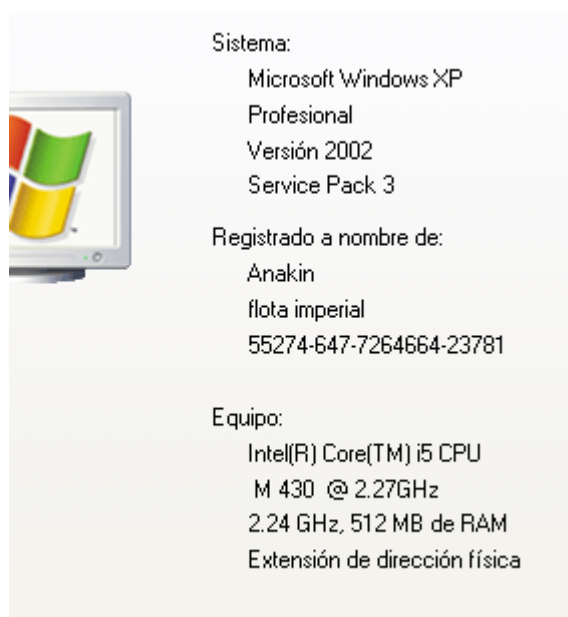 Sistema:
Microsoft Windows XP
Profesional
Versión 2002
Service Pack 3
Registrado a nombre de:
Anakin
flota imperial
55274-647-7264664-23781
Equipo:
Intel(R) Core(TM) i5 CPU
M 430 @ 2.27GHz
2.24 GHz, 512 MB de RAM
Extensión de dirección física